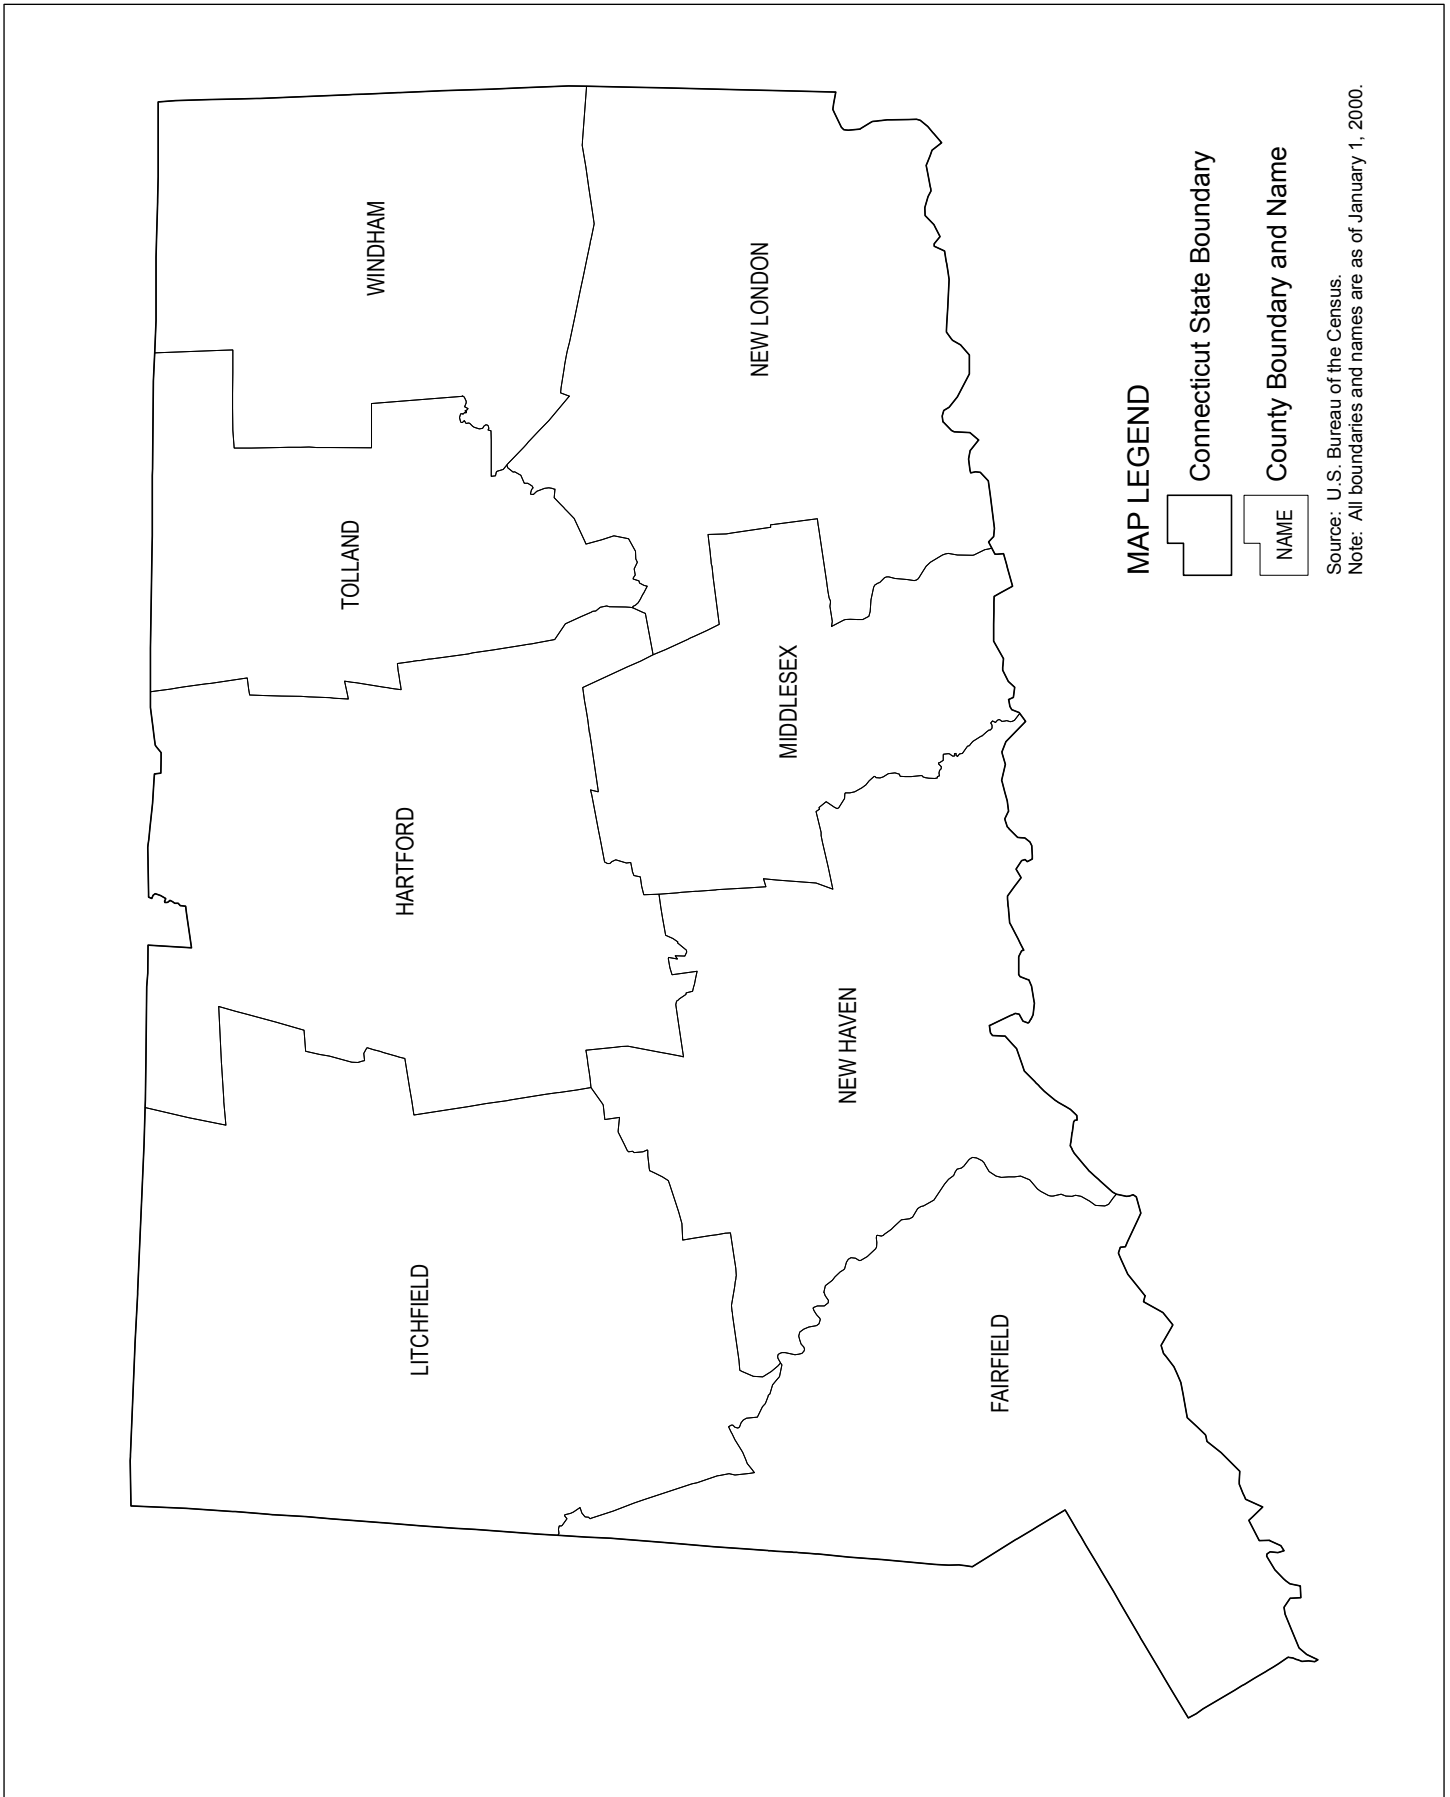 LITCHFIELD
HARTFORD
TOLLAND
WINDHAM
FAIRFIELD
NEW HAVEN
MIDDLESEX
NEW LONDON
MAP LEGEND
Connecticut State Boundary
NAME
County Boundary and Name
Source: U.S. Bureau of the Census.
Note: All boundaries and names are as of January 1, 2000.